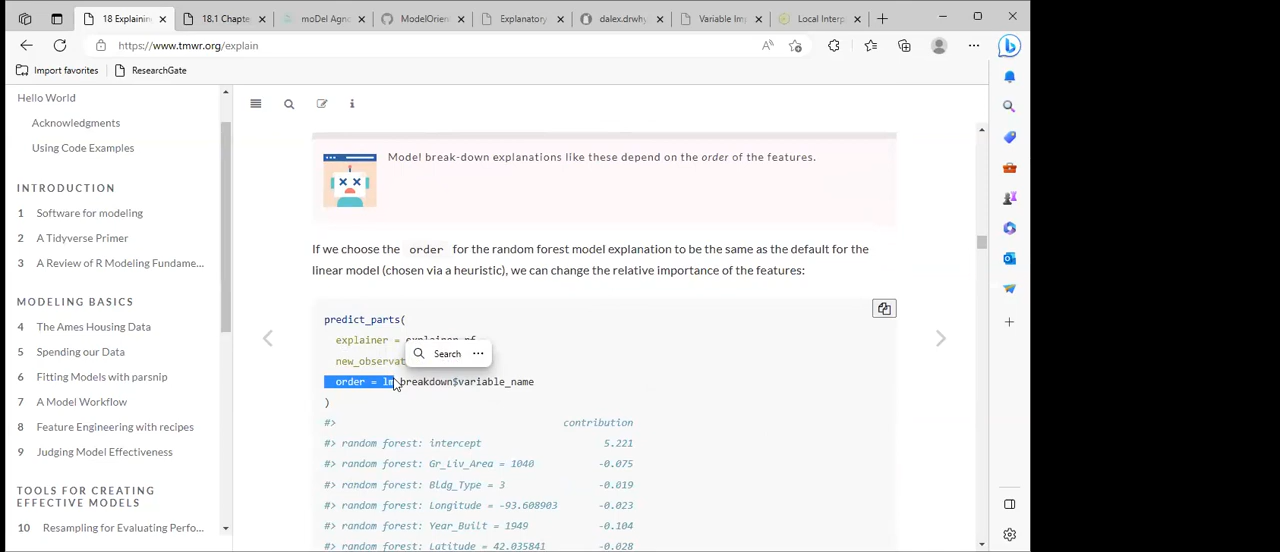 18 Explainin
18.1 Chapte
moDel Agno
ModelOrien
Explanatory
dalex.drwhy
Variable Imp
Local Interp
https://www.tmwr.org/explain
Import favorites
ResearchGate
Hello World
Acknowledgments
Using Code Examples
INTRODUCTION
1 Software for modeling
2 A Tidyverse Primer
3 A Review of R Modeling Fundame...
MODELING BASICS
4 The Ames Housing Data
5 Spending our Data
6 Fitting Models with parsnip
7 A Model Workflow
8 Feature Engineering with recipes
9 Judging Model Effectiveness
TOOLS FOR CREATING
EFFECTIVE MODELS
10 Resampling for Evaluating Perfo...
Model break-down explanations like these depend on the order of the features.
If we choose the order for the random forest model explanation to be the same as the default for the
linear model (chosen via a heuristic), we can change the relative importance of the features:
predict_parts(
explainer = explainer_rf
new_observat
Search
order = lm_breakdown$variable_name
)
#> contribution
#> random forest: intercept 5.221
#> random forest: Gr_Liv_Area = 1040 -0.075
#> random forest: Bldg_Type = 3 -0.019
#> random forest: Longitude = -93.608903 -0.023
#> random forest: Year_Built = 1949 -0.104
#> random forest: Latitude = 42.035841 -0.028